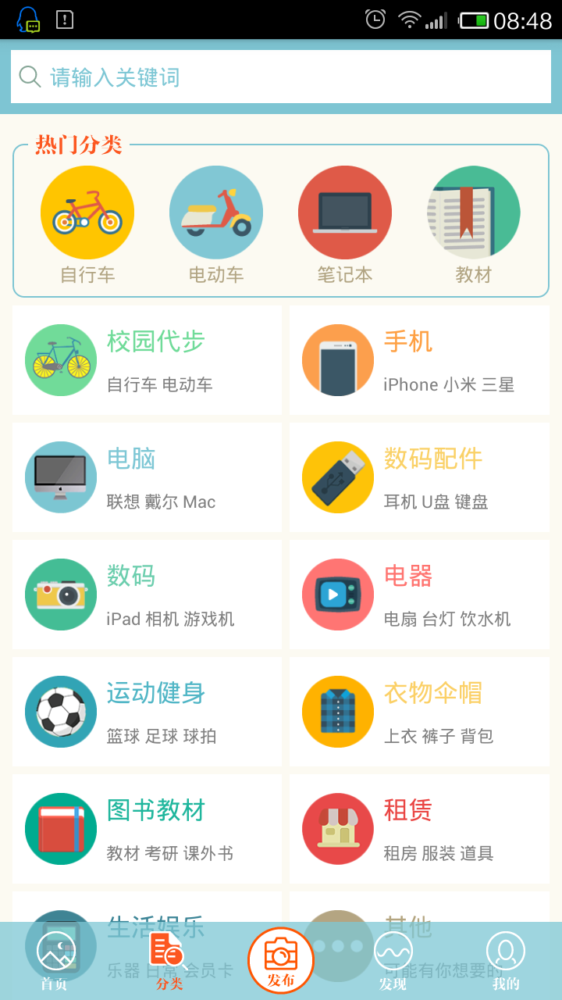 08:48
请输入关键词
热门分类
自行车 电动车 笔记本 教材
校园代步 手机
自行车 电动车 iPhone 小米 三星
电脑 数码配件
联想 戴尔 Mac 耳机 U盘 键盘
数码 电器
iPad 相机 游戏机 电扇 台灯 饮水机
运动健身 衣物伞帽
篮球 足球 球拍 上衣 裤子 背包
图书教材 租赁
教材 考研 课外书 租房 服装 道具
生活娱乐 其他
乐器 日常 会员卡 可能有你想要的
首页 分类 发布 发现 我的